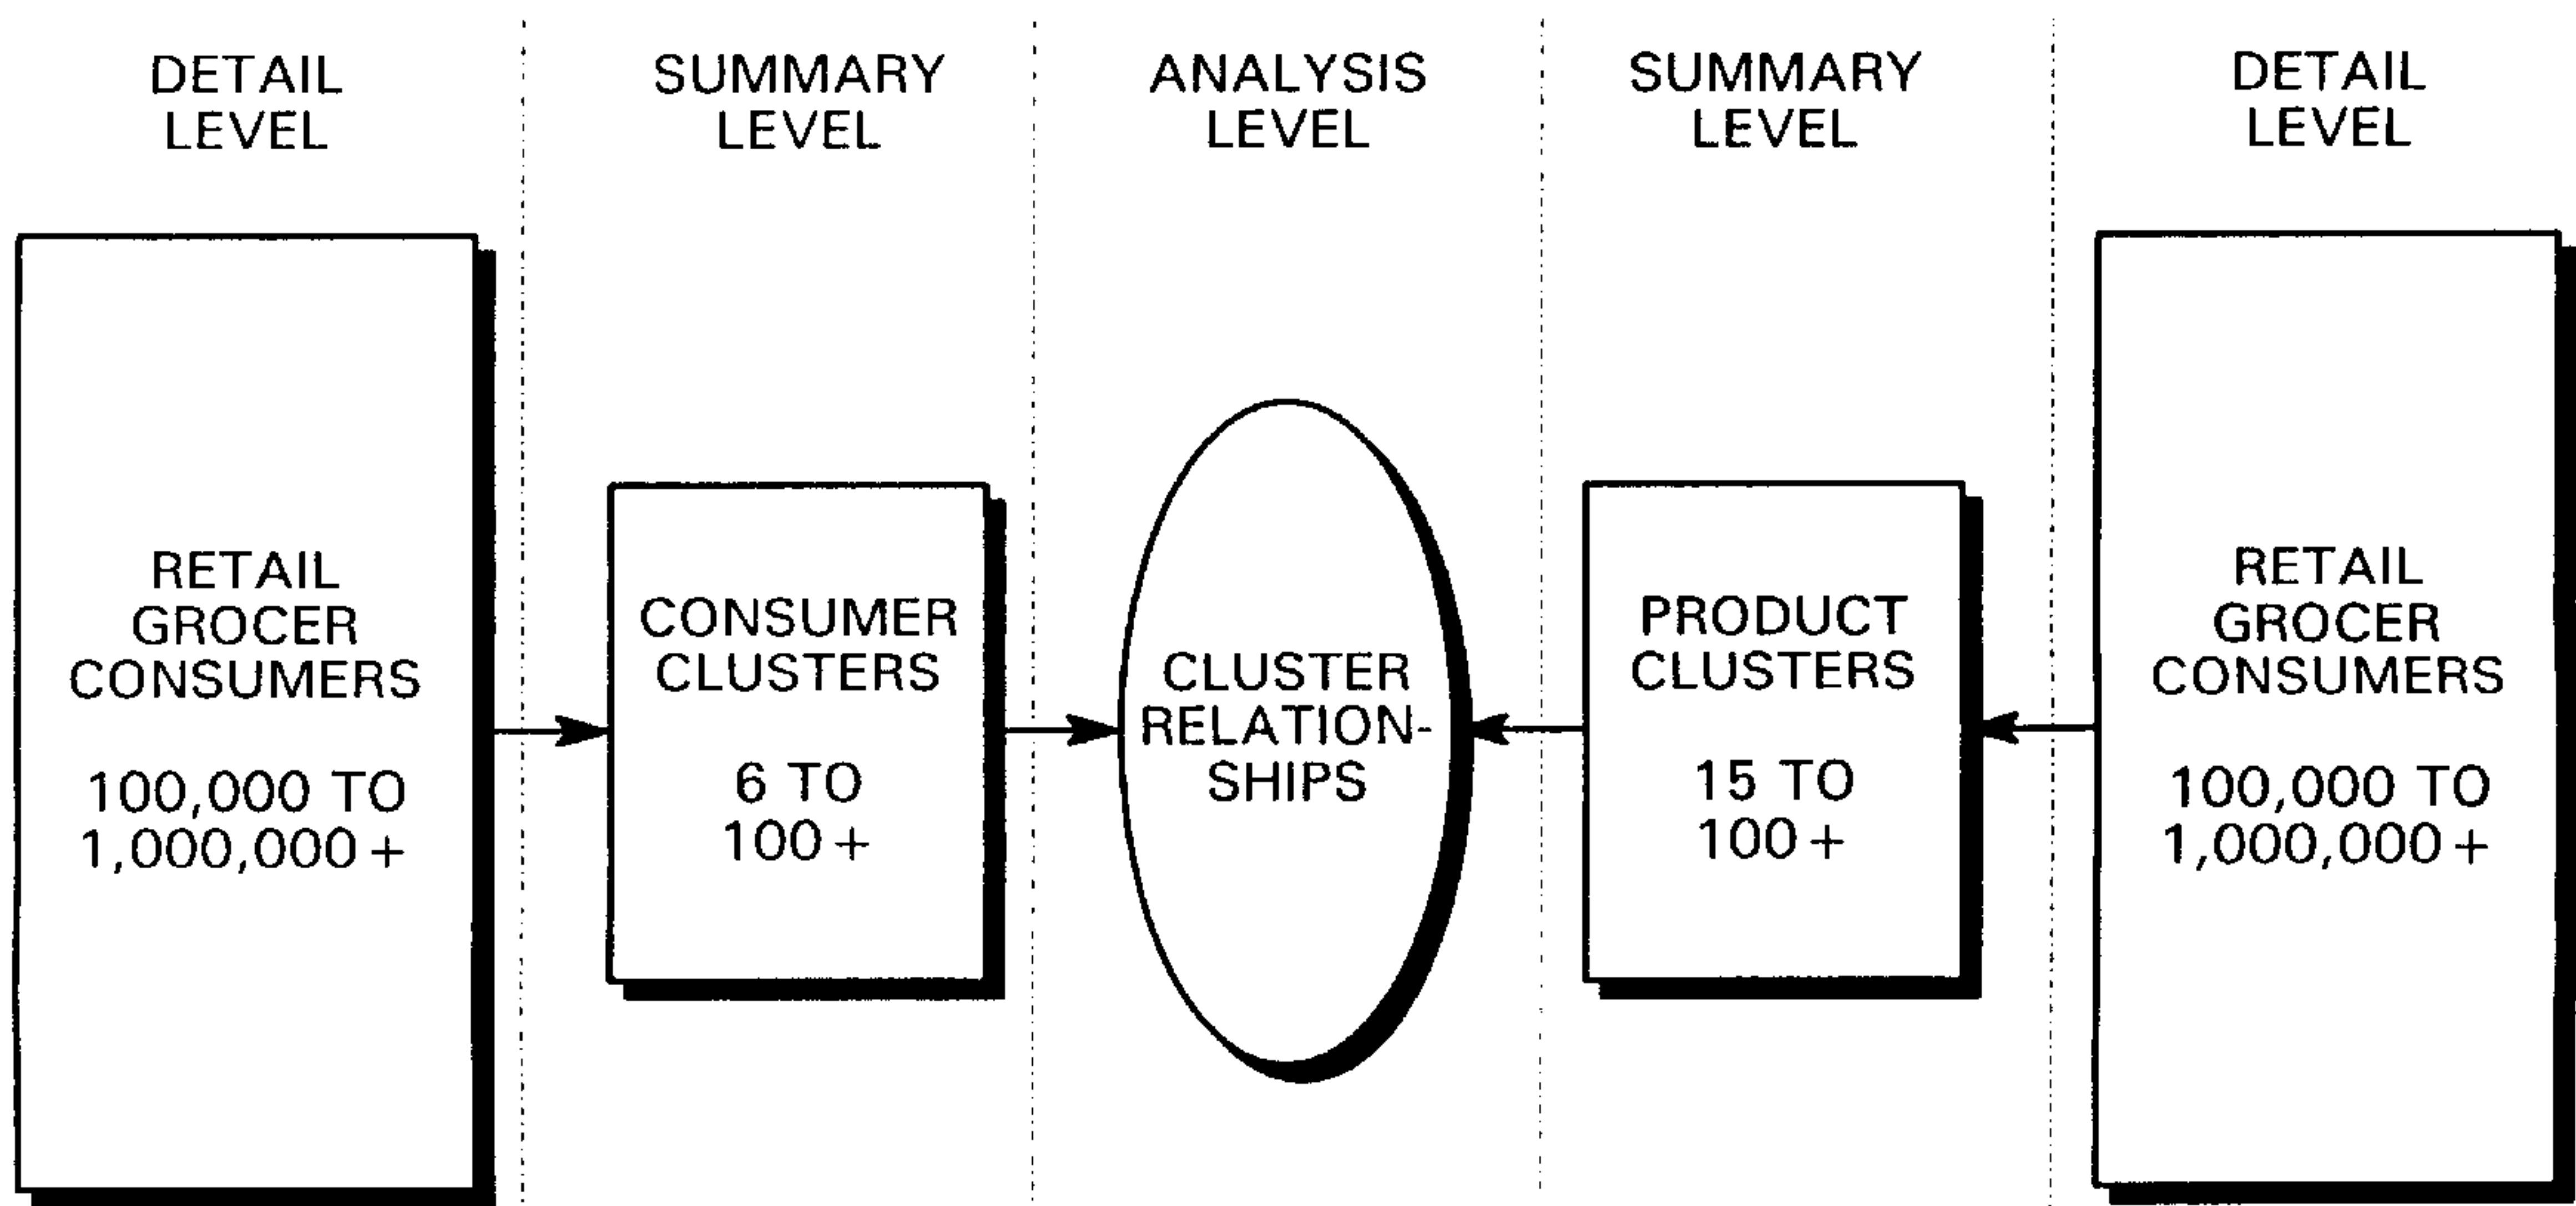 DETAIL
LEVEL
SUMMARY
LEVEL
ANALYSIS
LEVEL
SUMMARY
LEVEL
DETAIL
LEVEL
RETAIL
GROCER
CONSUMERS
100,000 TO
1,000,000+
CONSUMER
CLUSTERS
6 TO
100+
CLUSTER
RELATION-
SHIPS
PRODUCT
CLUSTERS
15 TO
100+
RETAIL
GROCER
CONSUMERS
100,000 TO
1,000,000+